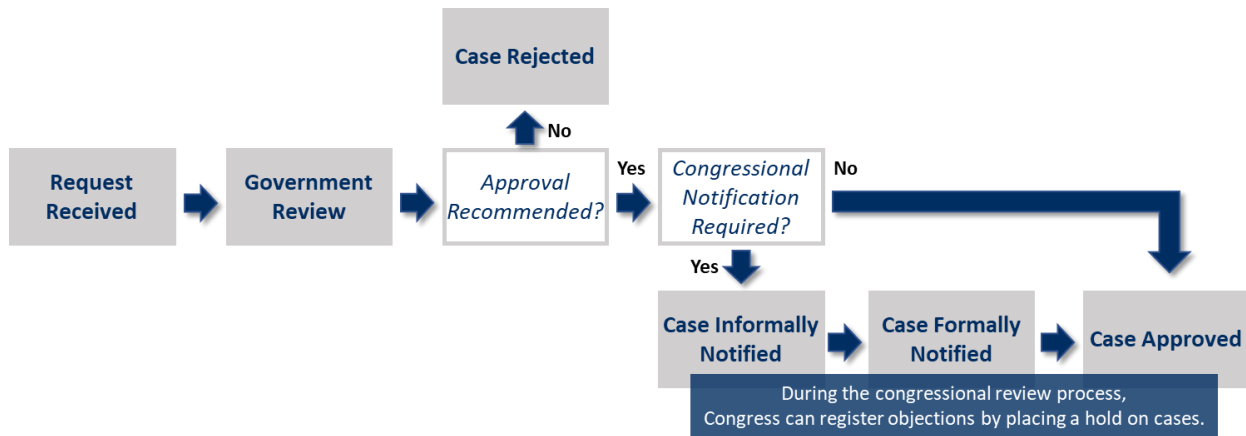 Case Rejected
No
Request
Received
Government
Review
Approval
Recommended?
Yes
Congressional
Notification
Required?
No
Yes
Case Informally
Notified
Case Formally
Notified
Case Approved
During the congressional review process,
Congress can register objections by placing a hold on cases.